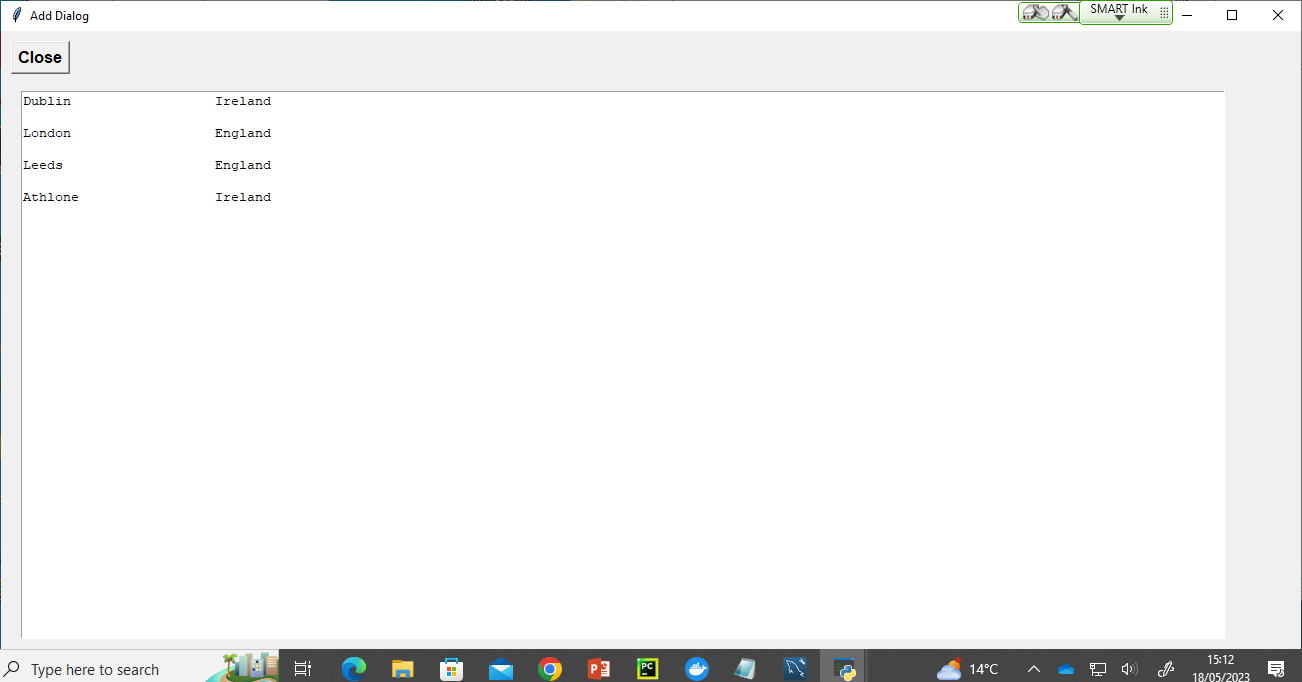 Add Dialog
SMART Ink
Close
Dublin Ireland
London England
Leeds England
Athlone Ireland
Type here to search
PC
14°C
15:12
18/05/2023